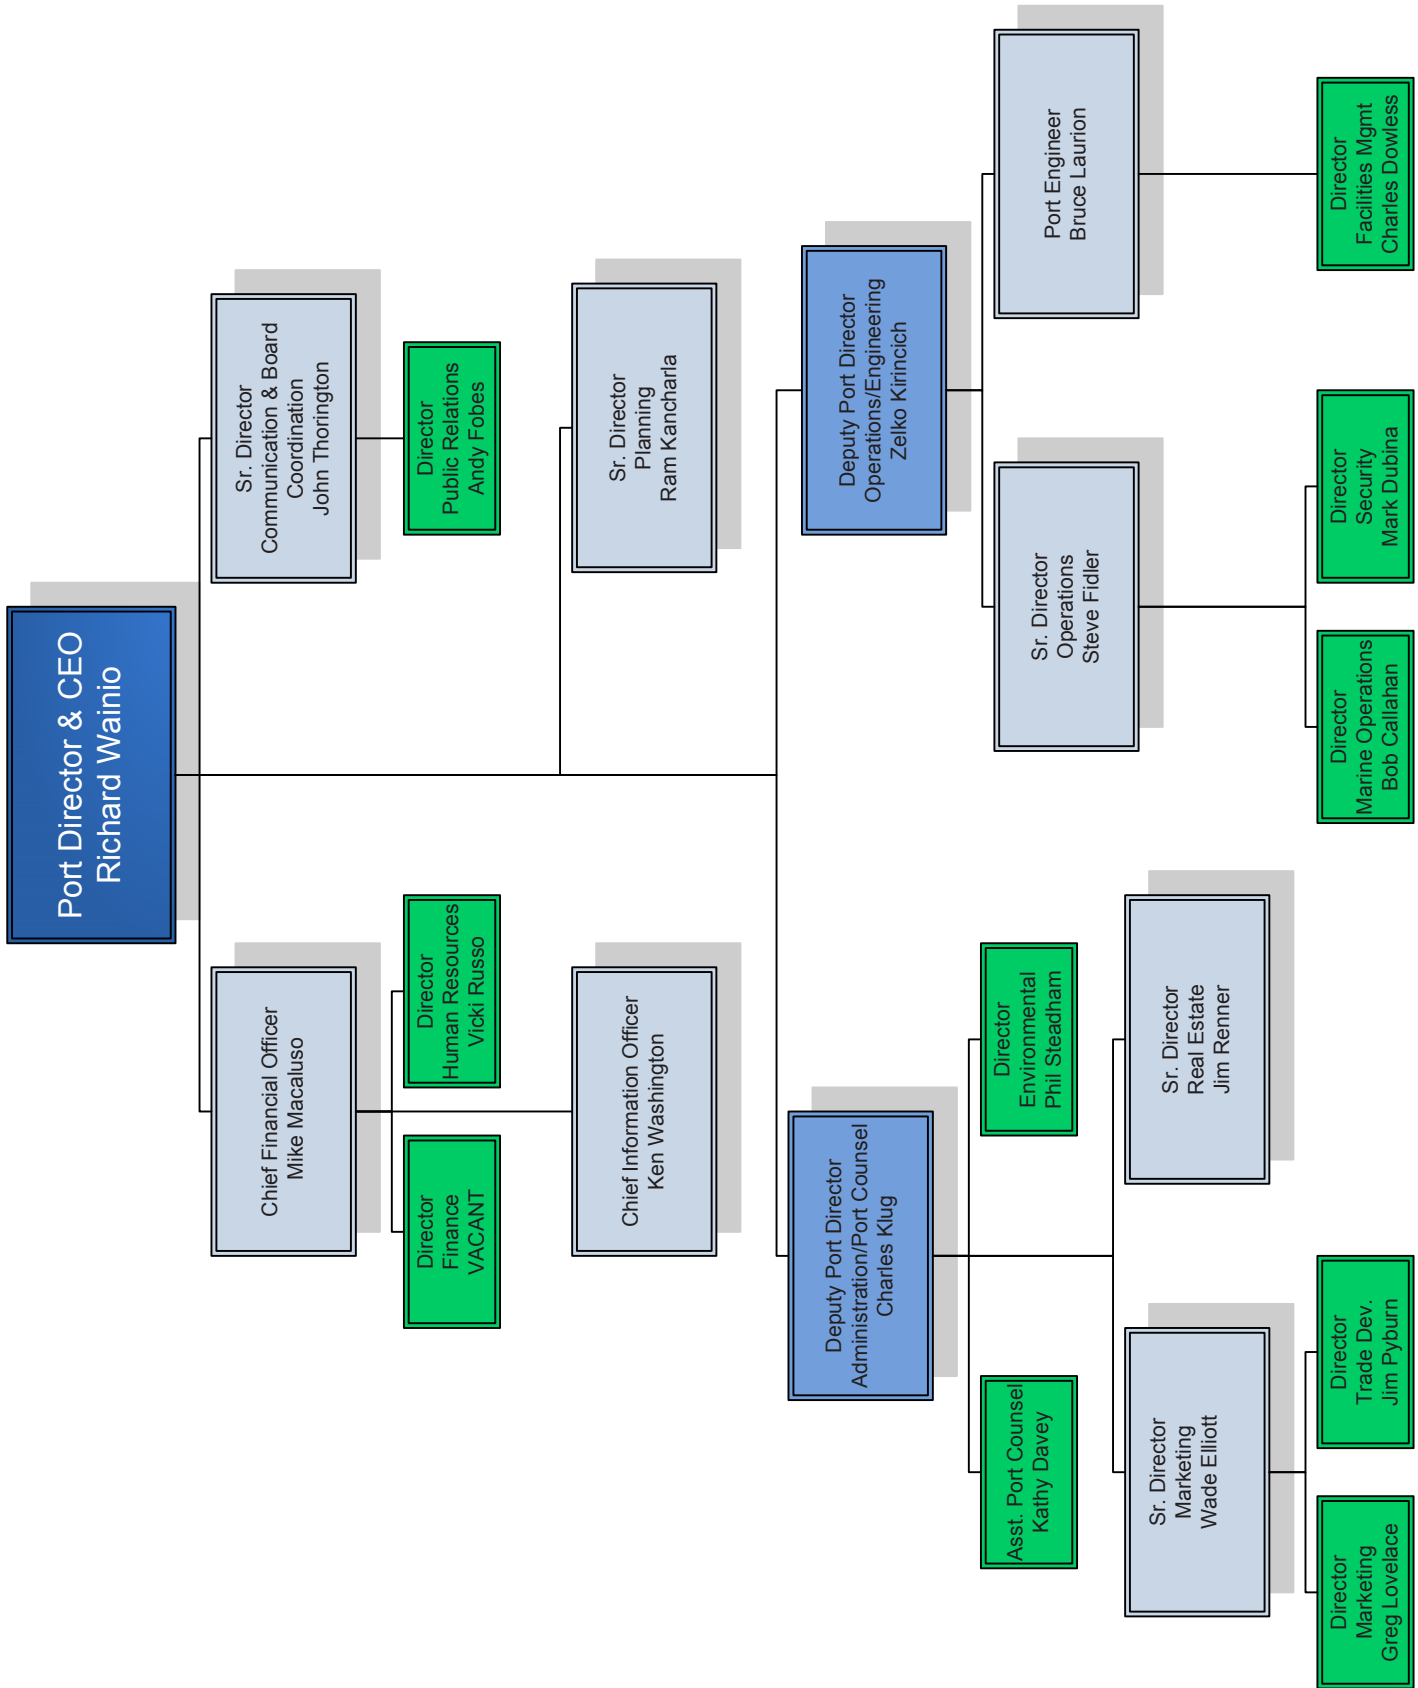 Port Director & CEO
Richard Wainio
Chief Financial Officer
Mike Macaluso
Sr. Director
Communication & Board
Coordination
John Thorington
Director
Finance
VACANT
Director
Human Resources
Vicki Russo
Director
Public Relations
Andy Fobes
Chief Information Officer
Ken Washington
Sr. Director
Planning
Ram Kancharla
Deputy Port Director
Administration/Port Counsel
Charles Klug
Deputy Port Director
Operations/Engineering
Zelko Kirincich
Asst. Port Counsel
Kathy Davey
Director
Environmental
Phil Steadham
Sr. Director
Operations
Steve Fidler
Port Engineer
Bruce Laurion
Sr. Director
Marketing
Wade Elliott
Sr. Director
Real Estate
Jim Renner
Director
Marketing
Greg Lovelace
Director
Trade Dev.
Jim Pyburn
Director
Marine Operations
Bob Callahan
Director
Security
Mark Dubina
Director
Facilities Mgmt
Charles Dowless